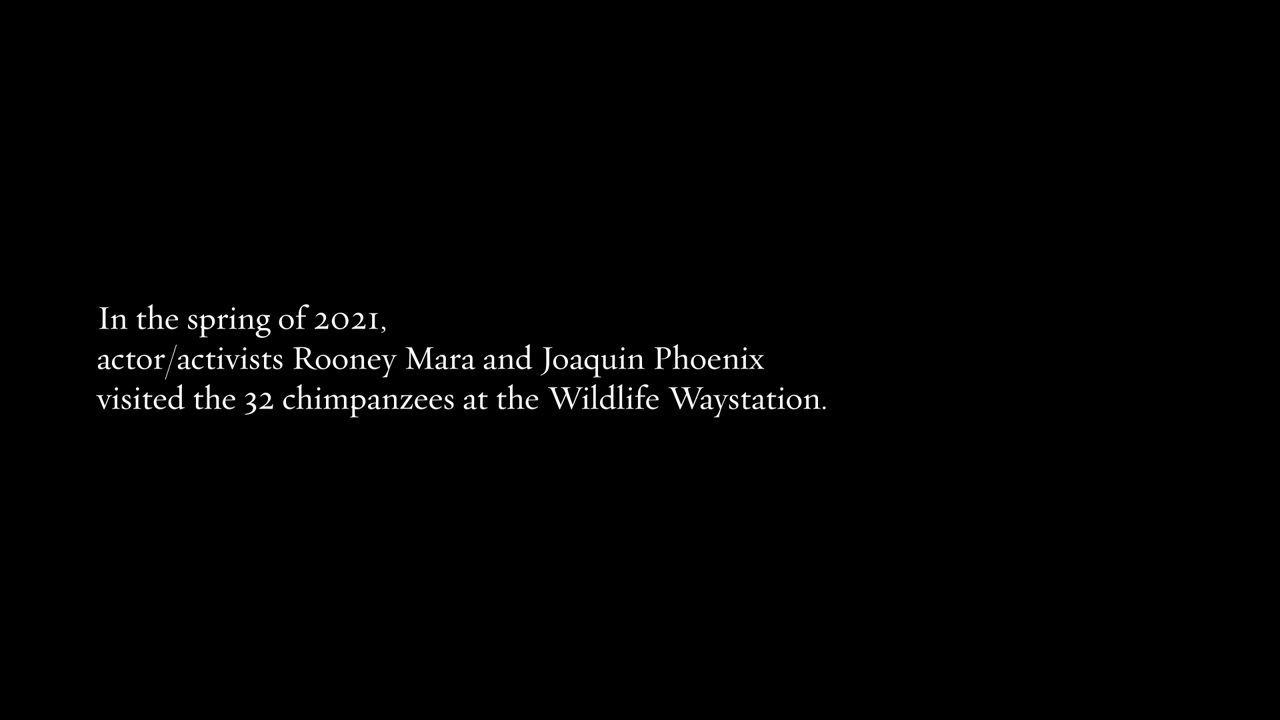 In the spring of 2021,
actor/activists Rooney Mara and Joaquin Phoenix
visited the 32 chimpanzees at the Wildlife Waystation.